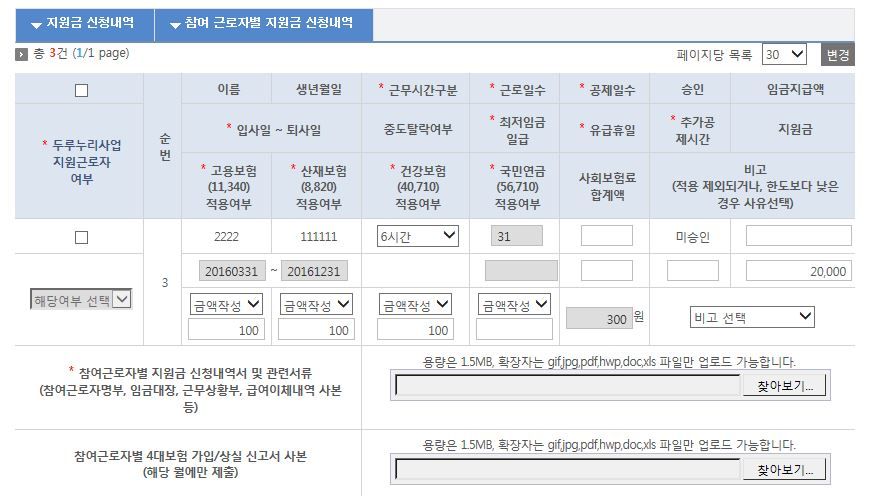 지원금 신청내역 참여 근로자별 지원금 신청내역
총 3건 (1/1 page) 페이지당 목록 30 변경
이름 생년월일 * 근무시간구분 * 근로일수 * 공제일수 승인 임금지급액
* 두루누리사업
지원근로자
여부
순
번
* 입사일 ~ 퇴사일 중도탈락여부 * 최저임금
일급
* 유급휴일 * 추가공
제시간
지원금
* 고용보험
(11,340)
적용여부
* 산재보험
(8,820)
적용여부
* 건강보험
(40,710)
적용여부
* 국민연금
(56,710)
적용여부
사회보험료
합계액
비고
(적용 제외되거나, 한도보다 낮은
경우 사유선택)
2222 111111 6시간 31 미승인
해당여부 선택 3 20160331 ~ 20161231 20,000
금액작성 금액작성 금액작성 금액작성 300 원 비고 선택
100 100 100
* 참여근로자별 지원금 신청내역서 및 관련서류
(참여근로자명부, 임금대장, 근무상황부, 급여이체내역 사본
등)
용량은 1.5MB, 확장자는 gif,jpg,pdf,hwp,doc,xls 파일만 업로드 가능합니다.
찾아보기...
참여근로자별 4대보험 가입/상실 신고서 사본
(해당 월에만 제출)
용량은 1.5MB, 확장자는 gif,jpg,pdf,hwp,doc,xls 파일만 업로드 가능합니다.
찾아보기...